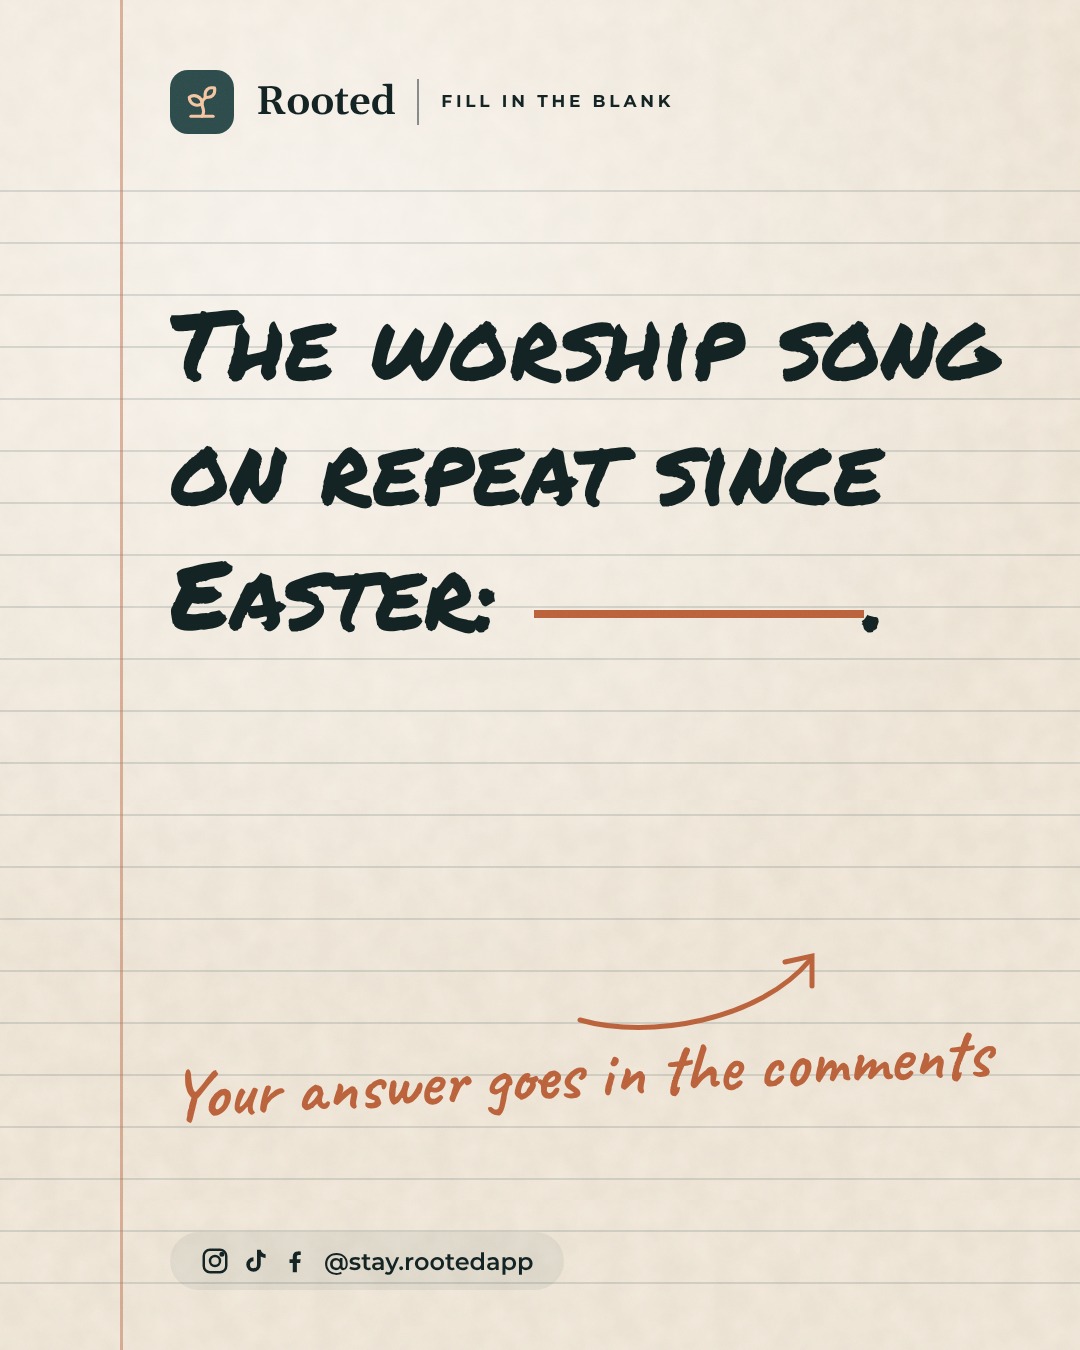 Rooted
FILL IN THE BLANK
The worship song
on repeat since
Easter: ________.
Your answer goes in the comments
@stay.rootedapp